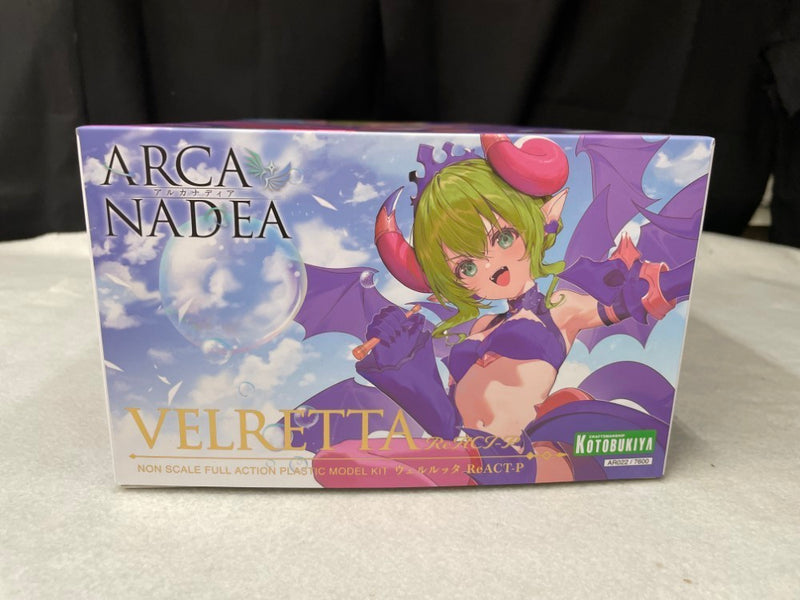 ARCA
アルカナディア
NADEA
VELRETTA ReACT-P
NON SCALE FULL ACTION PLASTIC MODEL KIT ヴェルルッタ ReACT-P
CRAFTSMANSHIP
KOTOBUKIYA
AR022 / 7600